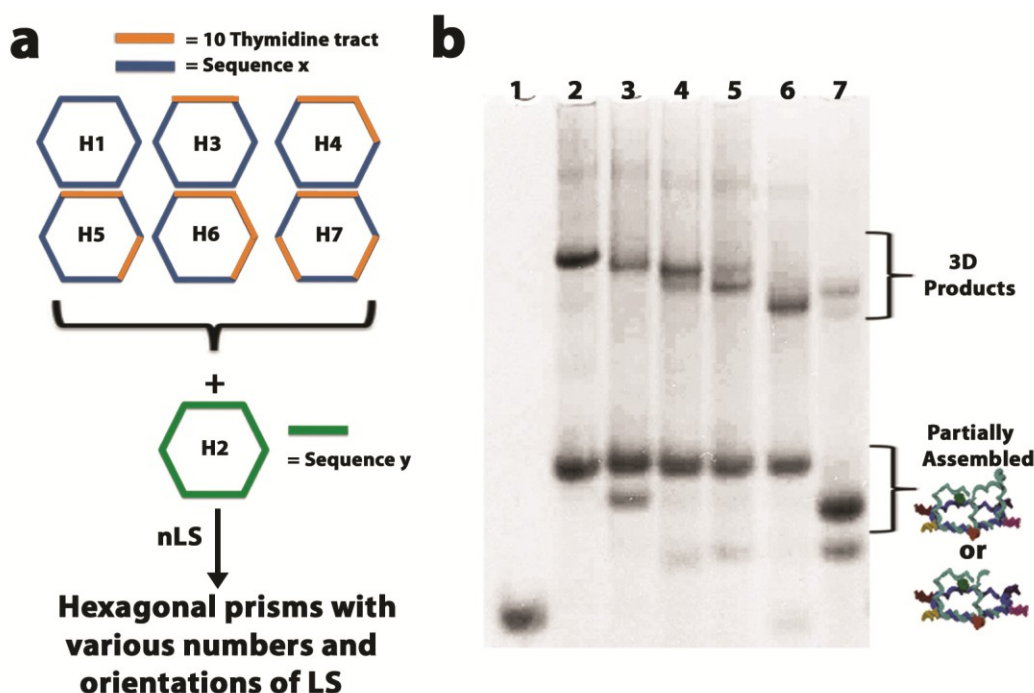 a
= 10 Thymidine tract
= Sequence x
H1
H3
H4
H5
H6
H7
+
H2
= Sequence y
nLS
Hexagonal prisms with
various numbers and
orientations of LS
b
1 2 3 4 5 6 7
3D
Products
Partially
Assembled
or